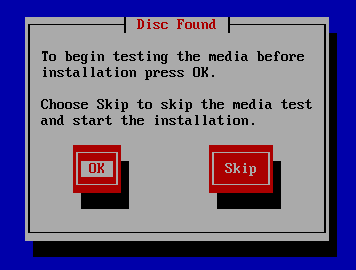 Disc Found
To begin testing the media before
installation press OK.
Choose Skip to skip the media test
and start the installation.
OK
Skip